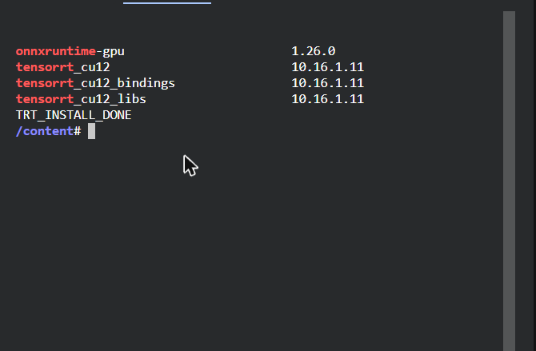 onnxruntime-gpu 1.26.0
tensorrt_cu12 10.16.1.11
tensorrt_cu12_bindings 10.16.1.11
tensorrt_cu12_libs 10.16.1.11
TRT_INSTALL_DONE
/content#